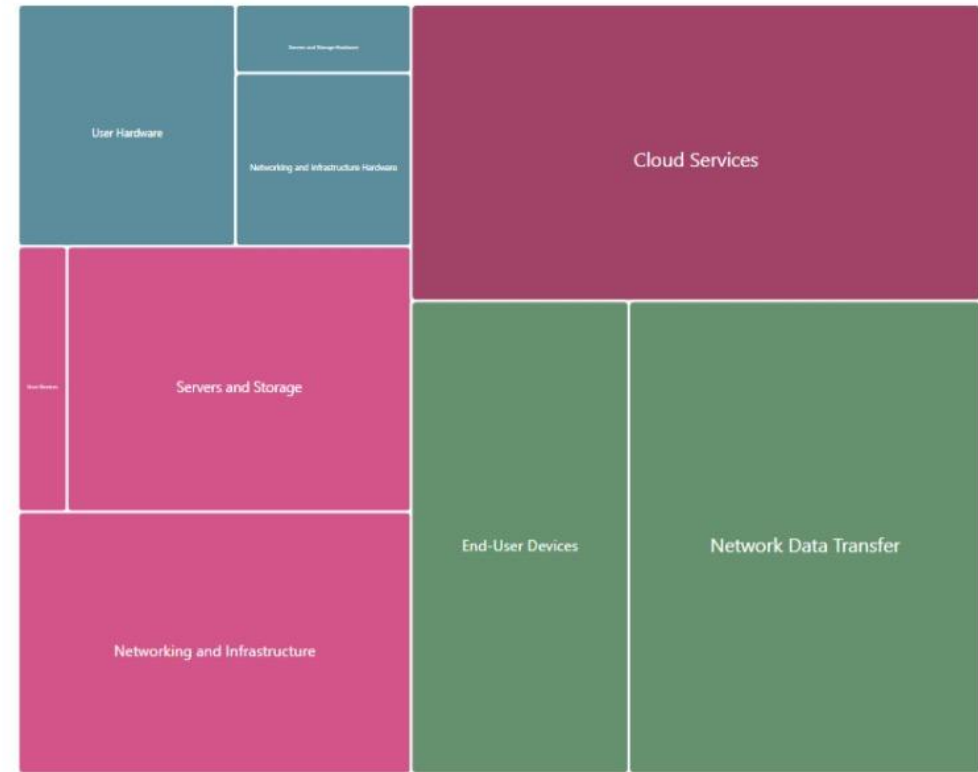 Servers and Storage Hardware
User Hardware
Cloud Services
Networking and Infrastructure Hardware
Servers and Storage
End-User Devices
Network Data Transfer
Networking and Infrastructure